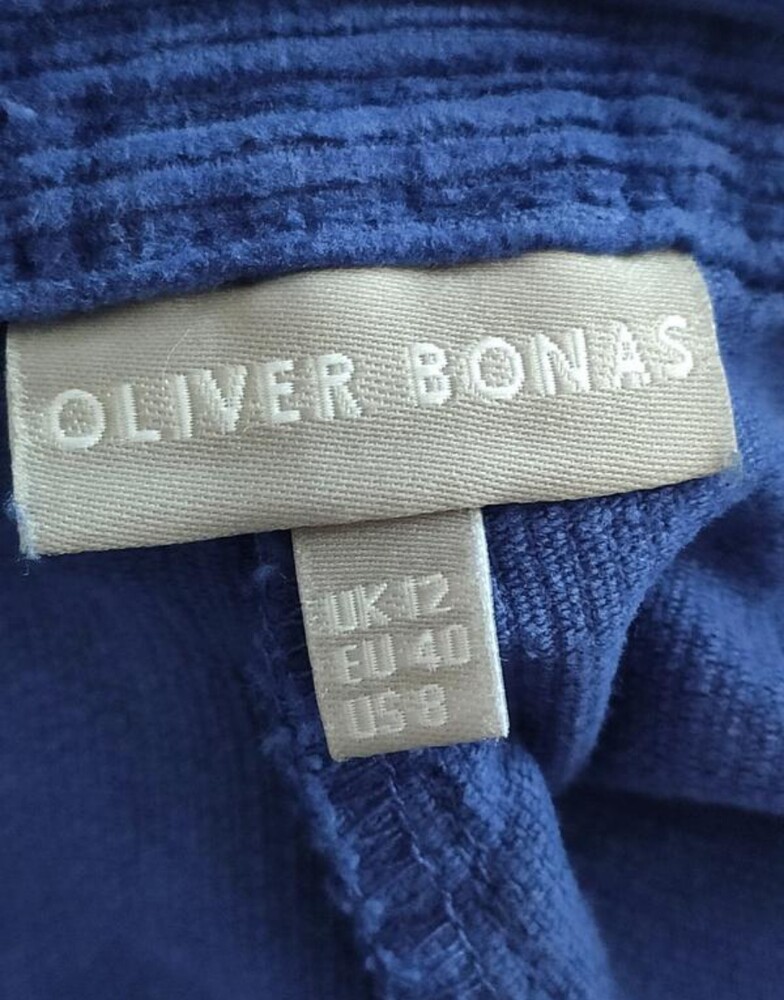 OLIVER BONAS
UK 12
EU 40
US 8